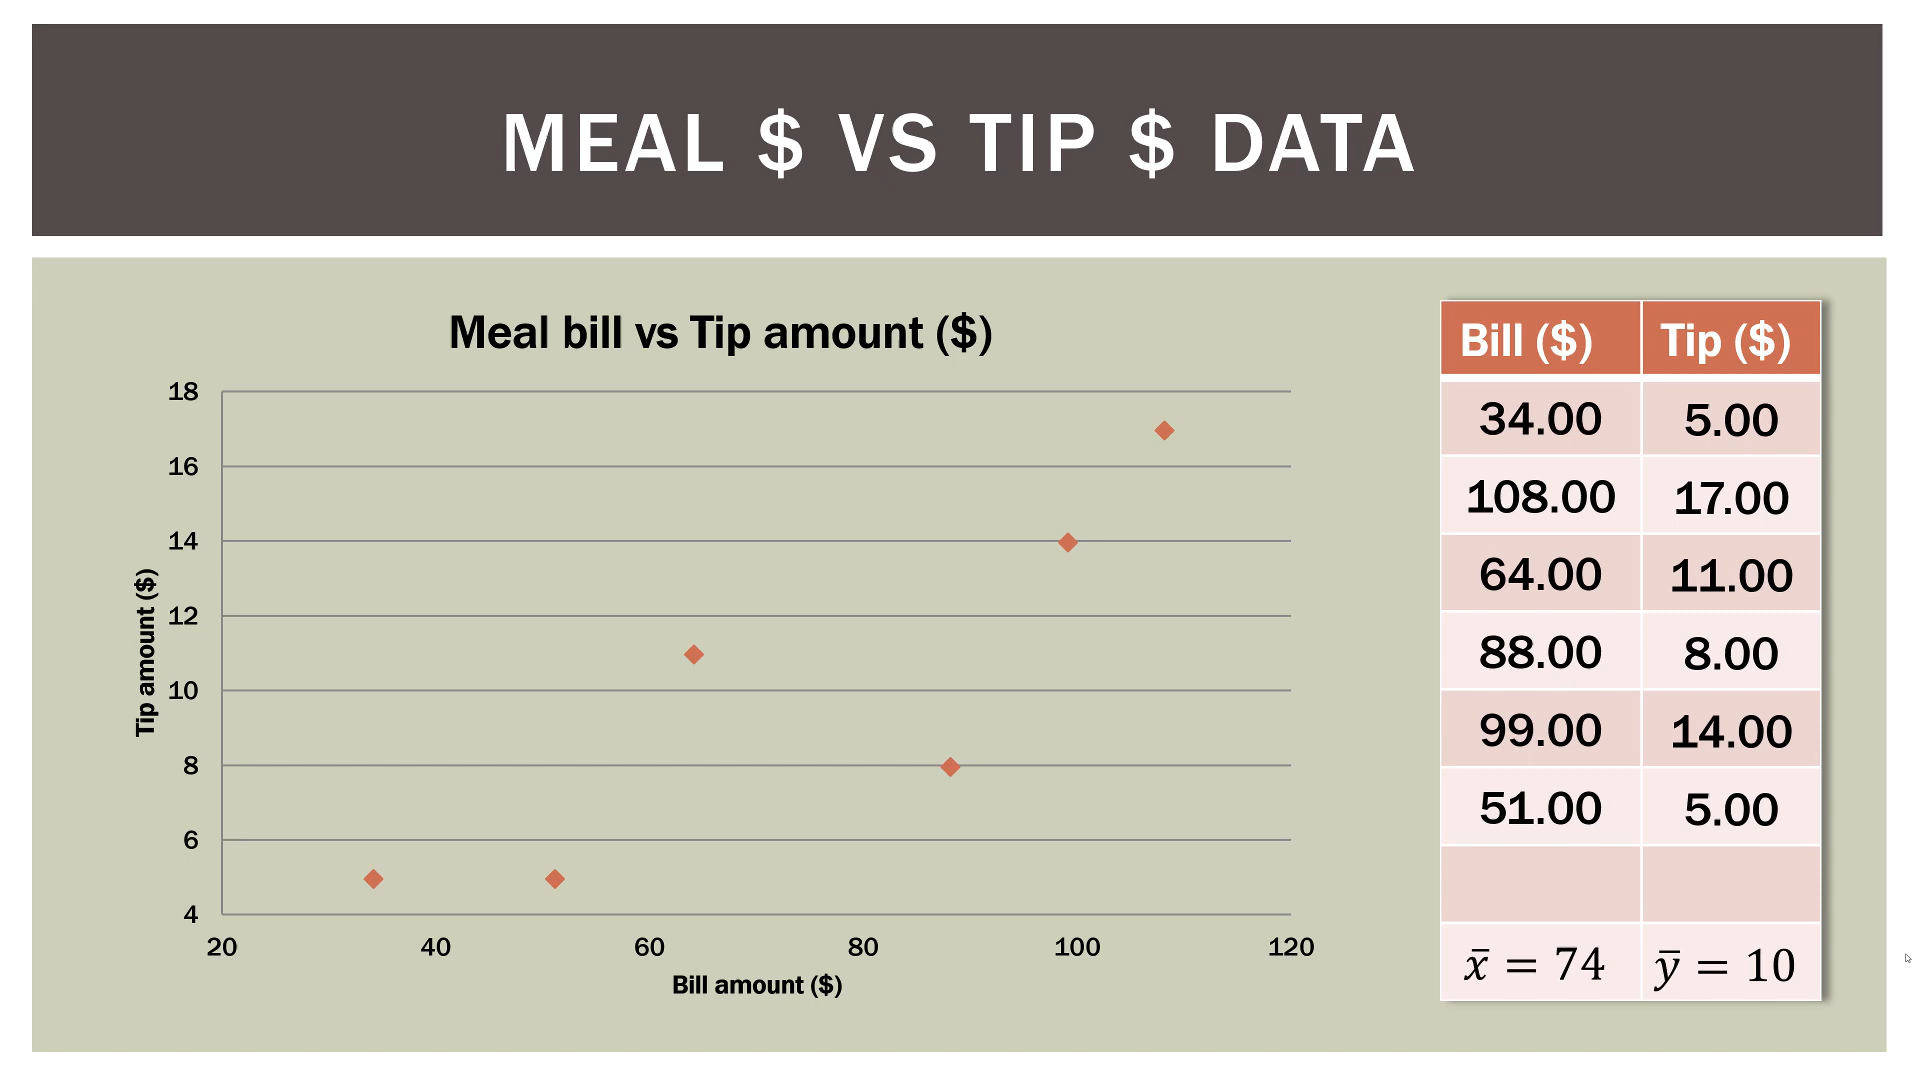 MEAL $ VS TIP $ DATA
Meal bill vs Tip amount ($)
18
16
14
12
10
8
6
4
Tip amount ($)
20 40 60 80 100 120
Bill amount ($)
Bill ($) Tip ($)
34.00 5.00
108.00 17.00
64.00 11.00
88.00 8.00
99.00 14.00
51.00 5.00
x̄ = 74 ȳ = 10